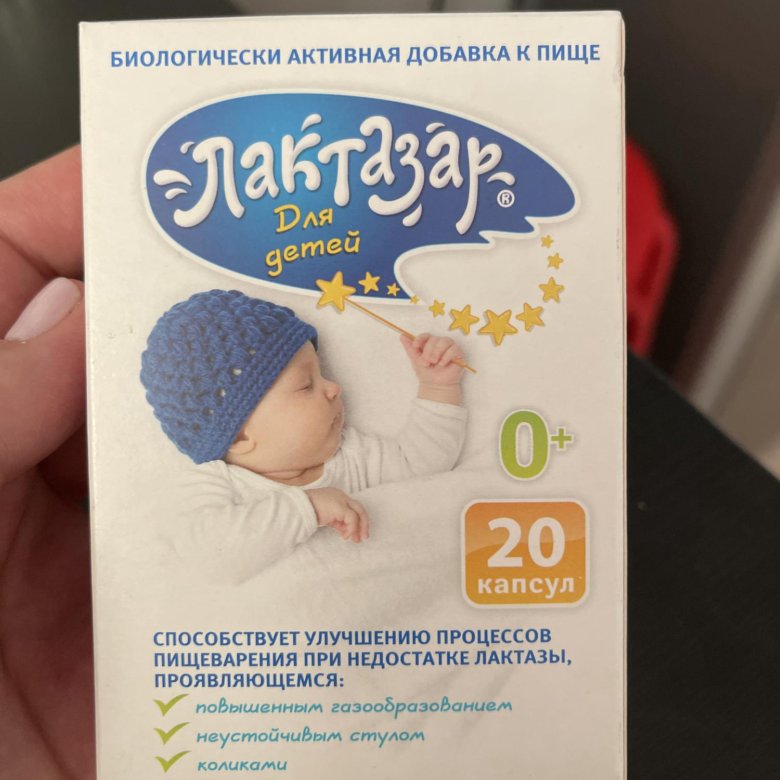 БИОЛОГИЧЕСКИ АКТИВНАЯ ДОБАВКА К ПИЩЕ
Лактазар®
Для
детей
0+
20
капсул
СПОСОБСТВУЕТ УЛУЧШЕНИЮ ПРОЦЕССОВ
ПИЩЕВАРЕНИЯ ПРИ НЕДОСТАТКЕ ЛАКТАЗЫ,
ПРОЯВЛЯЮЩЕМСЯ:
повышенным газообразованием
неустойчивым стулом
коликами